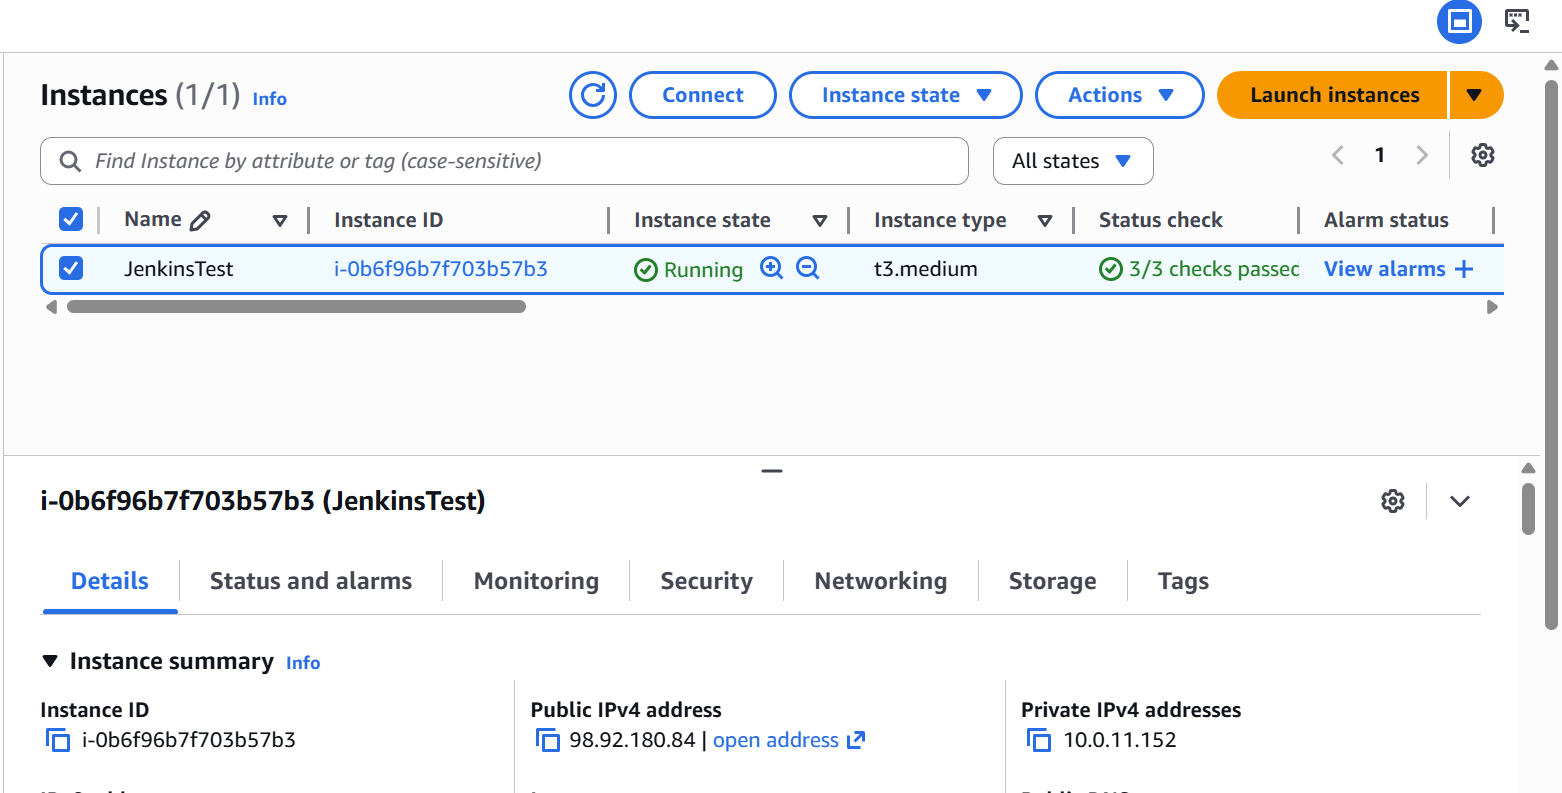 Instances (1/1) Info Connect Instance state Actions Launch instances
Find Instance by attribute or tag (case-sensitive) All states 1
Name Instance ID Instance state Instance type Status check Alarm status
JenkinsTest i-0b6f96b7f703b57b3 Running t3.medium 3/3 checks passec View alarms +
i-0b6f96b7f703b57b3 (JenkinsTest)
Details Status and alarms Monitoring Security Networking Storage Tags
Instance summary Info
Instance ID Public IPv4 address Private IPv4 addresses
i-0b6f96b7f703b57b3 98.92.180.84 | open address 10.0.11.152